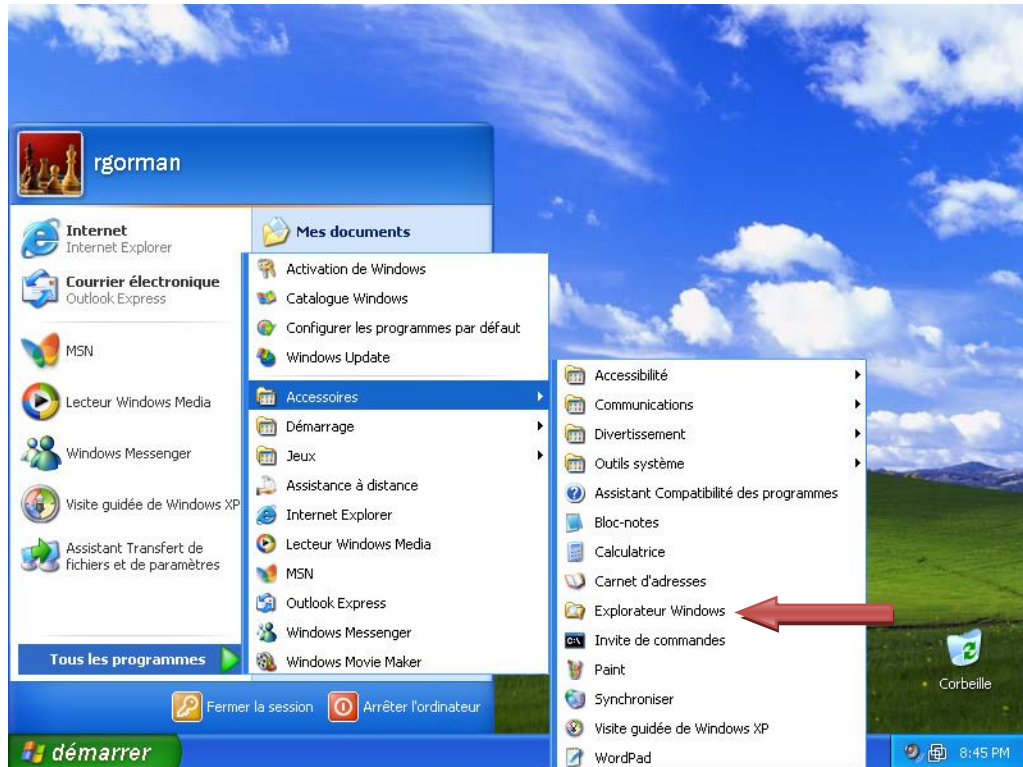 rgorman
Internet
Internet Explorer
Courrier électronique
Outlook Express
MSN
Lecteur Windows Media
Windows Messenger
Visite guidée de Windows XP
Assistant Transfert de
fichiers et de paramètres
Tous les programmes
Mes documents
Activation de Windows
Catalogue Windows
Configurer les programmes par défaut
Windows Update
Accessoires
Démarrage
Jeux
Assistance à distance
Internet Explorer
Lecteur Windows Media
MSN
Outlook Express
Windows Messenger
Windows Movie Maker
Accessibilité
Communications
Divertissement
Outils système
Assistant Compatibilité des programmes
Bloc-notes
Calculatrice
Carnet d'adresses
Explorateur Windows
C:\
Invite de commandes
Paint
Synchroniser
Visite guidée de Windows XP
WordPad
Corbeille
Fermer la session
Arrêter l'ordinateur
démarrer
8:45 PM